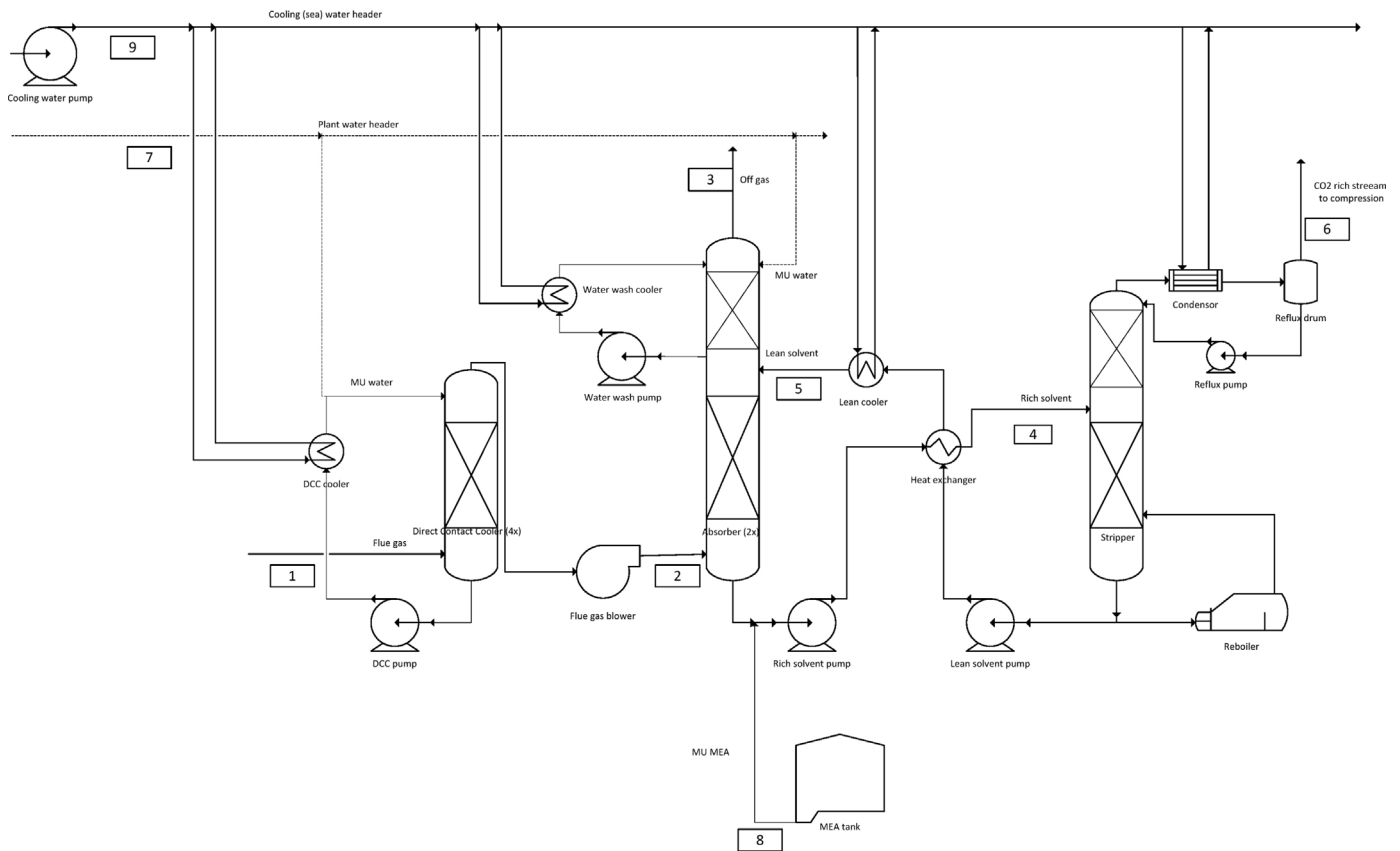 Cooling (sea) water header
9
Cooling water pump
Plant water header
7
3
Off gas
CO2 rich streeam
to compression
6
MU water
Water wash cooler
Condensor
Reflux drum
Lean solvent
Water wash pump
5
Lean cooler
Reflux pump
MU water
Rich solvent
4
DCC cooler
Heat exchanger
Direct Contact Cooler (4x)
Absorber (2x)
Stripper
Flue gas
1
2
Flue gas blower
DCC pump
Rich solvent pump
Lean solvent pump
Reboiler
MU MEA
MEA tank
8